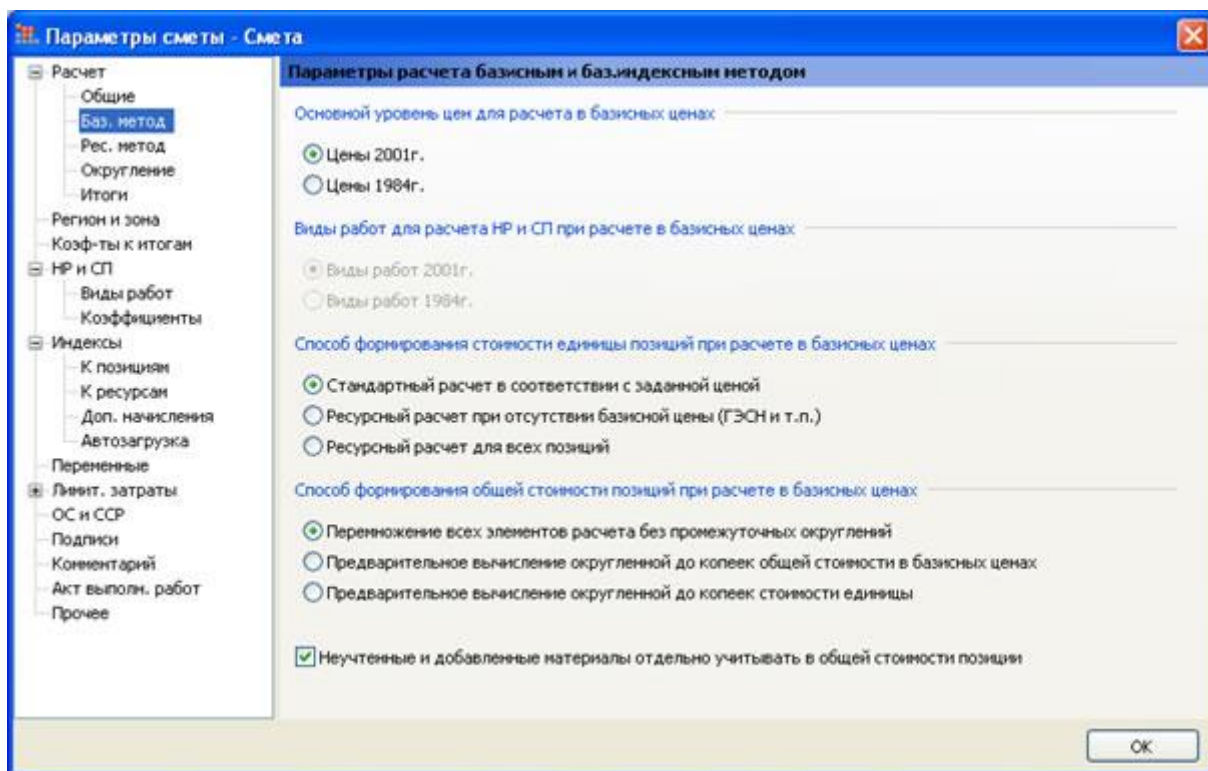 Параметры сметы - Смета
Расчет
Общие
Баз. метод
Рес. метод
Округление
Итоги
Регион и зона
Коэф-ты к итогам
НР и СП
Виды работ
Коэффициенты
Индексы
К позициям
К ресурсам
Доп. начисления
Автозагрузка
Переменные
Лимит. затраты
ОС и ССР
Подписи
Комментарий
Акт выполн. работ
Прочее
Параметры расчета базисным и баз.индексным методом
Основной уровень цен для расчета в базисных ценах
Цены 2001г.
Цены 1984г.
Виды работ для расчета НР и СП при расчете в базисных ценах
Виды работ 2001г.
Виды работ 1984г.
Способ формирования стоимости единицы позиций при расчете в базисных ценах
Стандартный расчет в соответствии с заданной ценой
Ресурсный расчет при отсутствии базисной цены (ГЭСН и т.п.)
Ресурсный расчет для всех позиций
Способ формирования общей стоимости позиций при расчете в базисных ценах
Перемножение всех элементов расчета без промежуточных округлений
Предварительное вычисление округленной до копеек общей стоимости в базисных ценах
Предварительное вычисление округленной до копеек стоимости единицы
Неучтенные и добавленные материалы отдельно учитывать в общей стоимости позиции
ОК